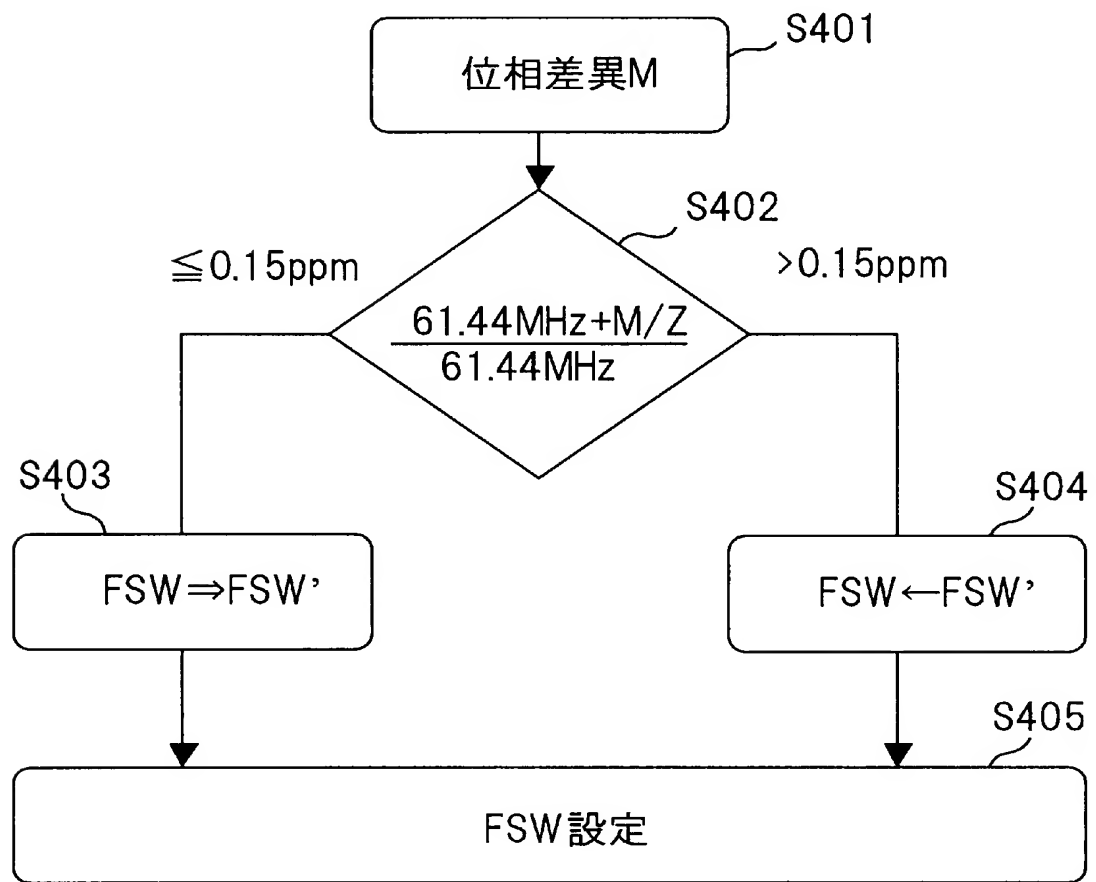 S401
位相差異M
S402
≦0.15ppm
>0.15ppm
61.44MHz+M/Z
61.44MHz
S403
S404
FSW⇒FSW’
FSW←FSW’
S405
FSW設定